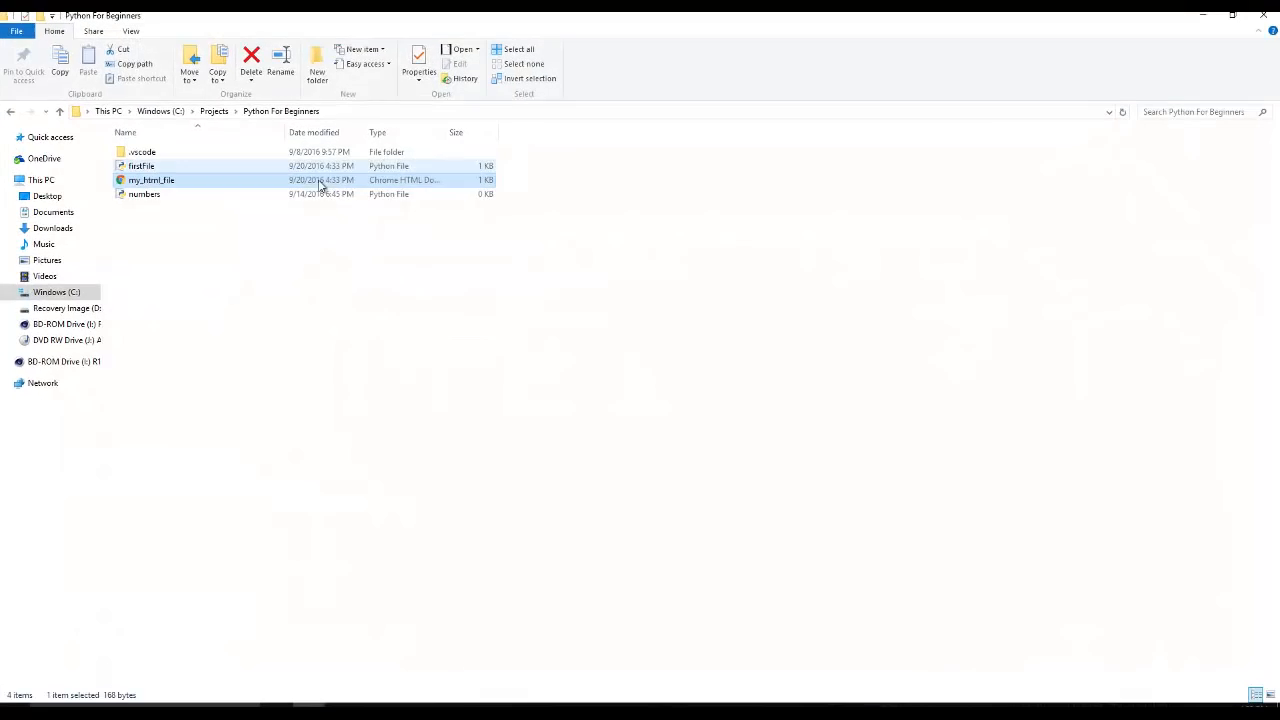 Python For Beginners
File Home Share View
Pin to Quick access
Copy
Paste
Cut
Copy path
Paste shortcut
Move to
Copy to
Delete
Rename
New folder
New item
Easy access
Properties
Open
Edit
History
Select all
Select none
Invert selection
Clipboard Organize New Open Select
This PC Windows (C:) Projects Python For Beginners Search Python For Beginners
Name Date modified Type Size
Quick access
OneDrive
This PC
Desktop
Documents
Downloads
Music
Pictures
Videos
Windows (C:)
Recovery Image (D:
BD-ROM Drive (I:) F
DVD RW Drive (J:) A
BD-ROM Drive (I:) R1
Network
.vscode 9/8/2016 9:57 PM File folder
firstFile 9/20/2016 4:33 PM Python File 1 KB
my_html_file 9/20/2016 4:33 PM Chrome HTML Do... 1 KB
numbers 9/14/2016 6:45 PM Python File 0 KB
4 items 1 item selected 168 bytes